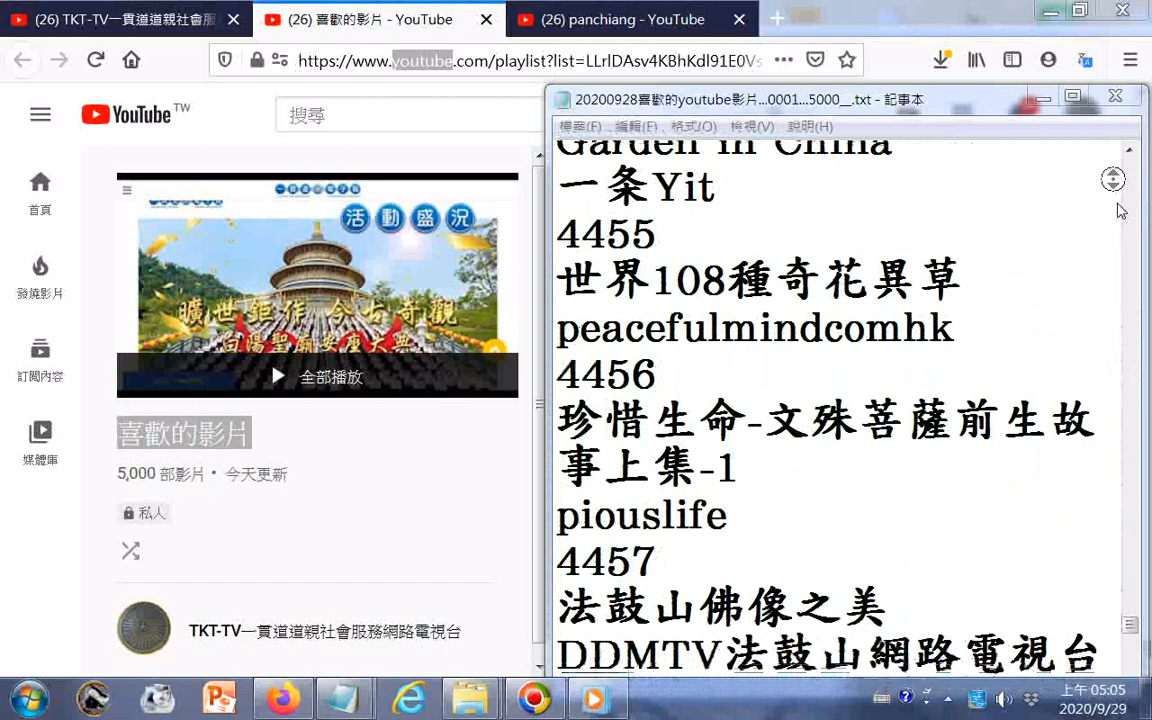 (26) TKT-TV一貫道道親社會服
(26) 喜歡的影片 - YouTube
(26) panchiang - YouTube
https://www.youtube.com/playlist?list=LLrlDAsv4KBhKdl91E0Vs
YouTube TW
搜尋
首頁
發燒影片
訂閱內容
媒體庫
活動盛況
曠世鉅作 今古奇觀
白陽聖廟安座大典
全部播放
喜歡的影片
5,000 部影片・今天更新
私人
TKT-TV一貫道道親社會服務網路電視台
20200928喜歡的youtube影片...0001...5000__.txt - 記事本
檔案(F) 編輯(E) 格式(O) 檢視(V) 說明(H)
Garden in China
一条Yit
4455
世界108種奇花異草
peacefulmindcomhk
4456
珍惜生命-文殊菩薩前生故
事上集-1
piouslife
4457
法鼓山佛像之美
DDMTV法鼓山網路電視台
上午 05:05
2020/9/29